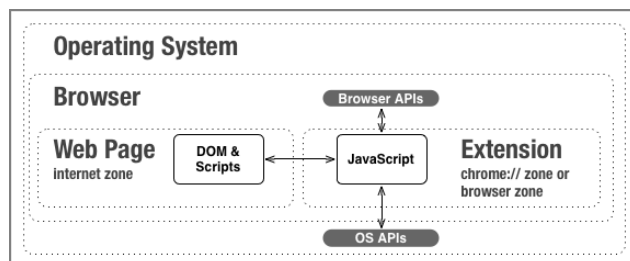 Operating System
Browser
Browser APIs
Web Page
internet zone
DOM &
Scripts
JavaScript
Extension
chrome:// zone or
browser zone
OS APIs